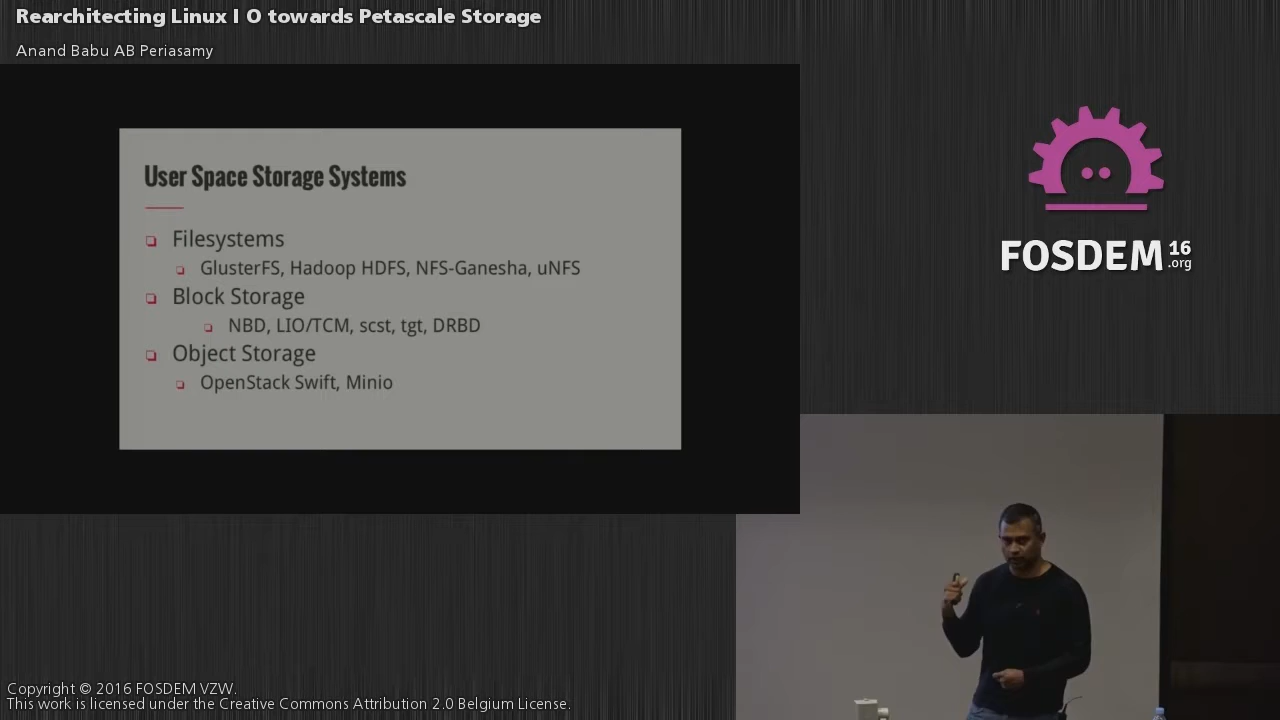 Rearchitecting Linux I O towards Petascale Storage
Anand Babu AB Periasamy
User Space Storage Systems
Filesystems
GlusterFS, Hadoop HDFS, NFS-Ganesha, uNFS
Block Storage
NBD, LIO/TCM, scst, tgt, DRBD
Object Storage
OpenStack Swift, Minio
FOSDEM 16 .org
Copyright © 2016 FOSDEM VZW.
This work is licensed under the Creative Commons Attribution 2.0 Belgium License.